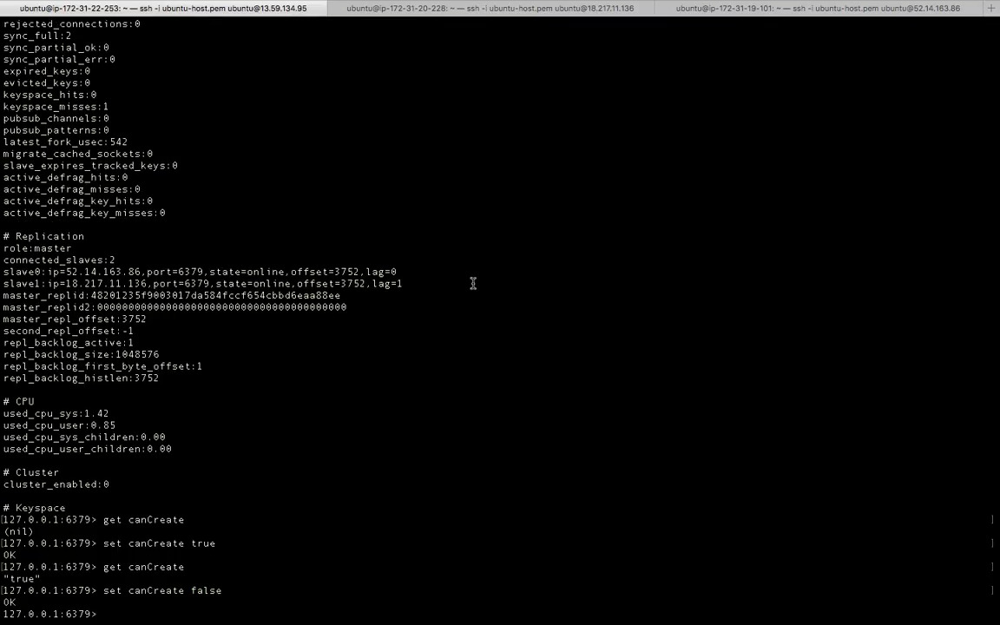 ubuntu@ip-172-31-22-253: ~ — ssh -i ubuntu-host.pem ubuntu@13.59.134.95
ubuntu@ip-172-31-20-228: ~ — ssh -i ubuntu-host.pem ubuntu@18.217.11.136
ubuntu@ip-172-31-19-101: ~ — ssh -i ubuntu-host.pem ubuntu@52.14.163.86
+
rejected_connections:0
sync_full:2
sync_partial_ok:0
sync_partial_err:0
expired_keys:0
evicted_keys:0
keyspace_hits:0
keyspace_misses:1
pubsub_channels:0
pubsub_patterns:0
latest_fork_usec:542
migrate_cached_sockets:0
slave_expires_tracked_keys:0
active_defrag_hits:0
active_defrag_misses:0
active_defrag_key_hits:0
active_defrag_key_misses:0
# Replication
role:master
connected_slaves:2
slave0:ip=52.14.163.86,port=6379,state=online,offset=3752,lag=0
slave1:ip=18.217.11.136,port=6379,state=online,offset=3752,lag=1
master_replid:48201235f9003017da584fccf654cbbd6eaa88ee
master_replid2:0000000000000000000000000000000000000000
master_repl_offset:3752
second_repl_offset:-1
repl_backlog_active:1
repl_backlog_size:1048576
repl_backlog_first_byte_offset:1
repl_backlog_histlen:3752
# CPU
used_cpu_sys:1.42
used_cpu_user:0.85
used_cpu_sys_children:0.00
used_cpu_user_children:0.00
# Cluster
cluster_enabled:0
# Keyspace
[127.0.0.1:6379> get canCreate ]
(nil)
[127.0.0.1:6379> set canCreate true ]
OK
[127.0.0.1:6379> get canCreate ]
"true"
[127.0.0.1:6379> set canCreate false ]
OK
127.0.0.1:6379>